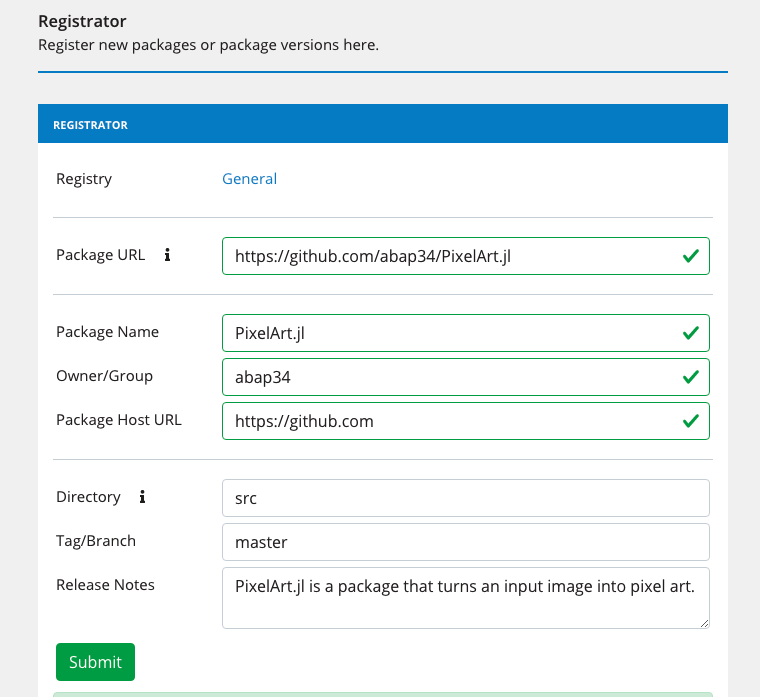 Registrator
Register new packages or package versions here.
REGISTRATOR
Registry General
Package URL https://github.com/abap34/PixelArt.jl
Package Name PixelArt.jl
Owner/Group abap34
Package Host URL https://github.com
Directory src
Tag/Branch master
Release Notes PixelArt.jl is a package that turns an input image into pixel art.
Submit